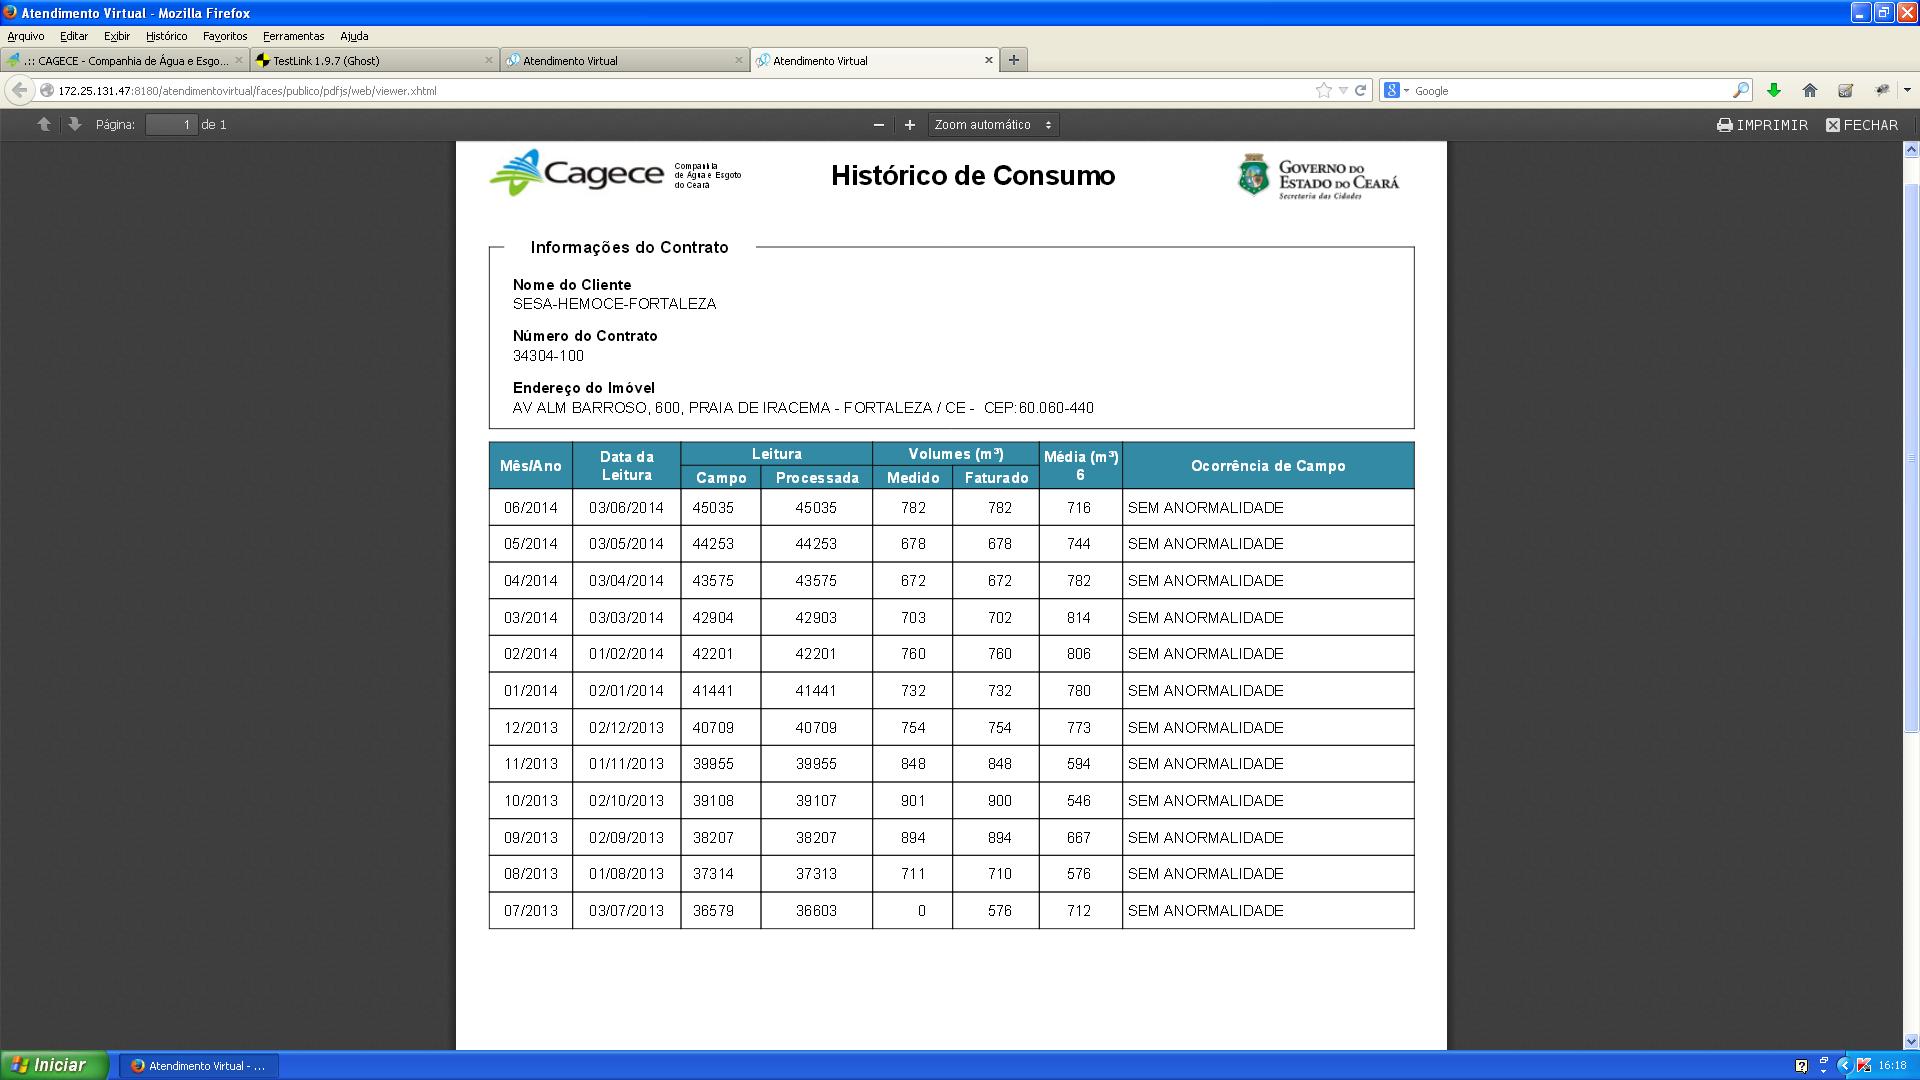 Atendimento Virtual - Mozilla Firefox
Arquivo Editar Exibir Histórico Favoritos Ferramentas Ajuda
.:: CAGECE - Companhia de Água e Esgo...
TestLink 1.9.7 (Ghost)
Atendimento Virtual
Atendimento Virtual
172.25.131.47:8180/atendimentovirtual/faces/publico/pdfjs/web/viewer.xhtml
Google
Página: 1 de 1
Zoom automático
IMPRIMIR FECHAR
Cagece
Companhia
de Água e Esgoto
do Ceará
Histórico de Consumo
GOVERNO DO
ESTADO DO CEARÁ
Secretaria das Cidades
Informações do Contrato
Nome do Cliente
SESA-HEMOCE-FORTALEZA
Número do Contrato
34304-100
Endereço do Imóvel
AV ALM BARROSO, 600, PRAIA DE IRACEMA - FORTALEZA / CE - CEP:60.060-440
Mês/Ano Data da Leitura Leitura Volumes (m³) Média (m³) 6 Ocorrência de Campo
Campo Processada Medido Faturado
06/2014 03/06/2014 45035 45035 782 782 716 SEM ANORMALIDADE
05/2014 03/05/2014 44253 44253 678 678 744 SEM ANORMALIDADE
04/2014 03/04/2014 43575 43575 672 672 782 SEM ANORMALIDADE
03/2014 03/03/2014 42904 42903 703 702 814 SEM ANORMALIDADE
02/2014 01/02/2014 42201 42201 760 760 806 SEM ANORMALIDADE
01/2014 02/01/2014 41441 41441 732 732 780 SEM ANORMALIDADE
12/2013 02/12/2013 40709 40709 754 754 773 SEM ANORMALIDADE
11/2013 01/11/2013 39955 39955 848 848 594 SEM ANORMALIDADE
10/2013 02/10/2013 39108 39107 901 900 546 SEM ANORMALIDADE
09/2013 02/09/2013 38207 38207 894 894 667 SEM ANORMALIDADE
08/2013 01/08/2013 37314 37313 711 710 576 SEM ANORMALIDADE
07/2013 03/07/2013 36579 36603 0 576 712 SEM ANORMALIDADE
Iniciar
Atendimento Virtual - ...
16:18